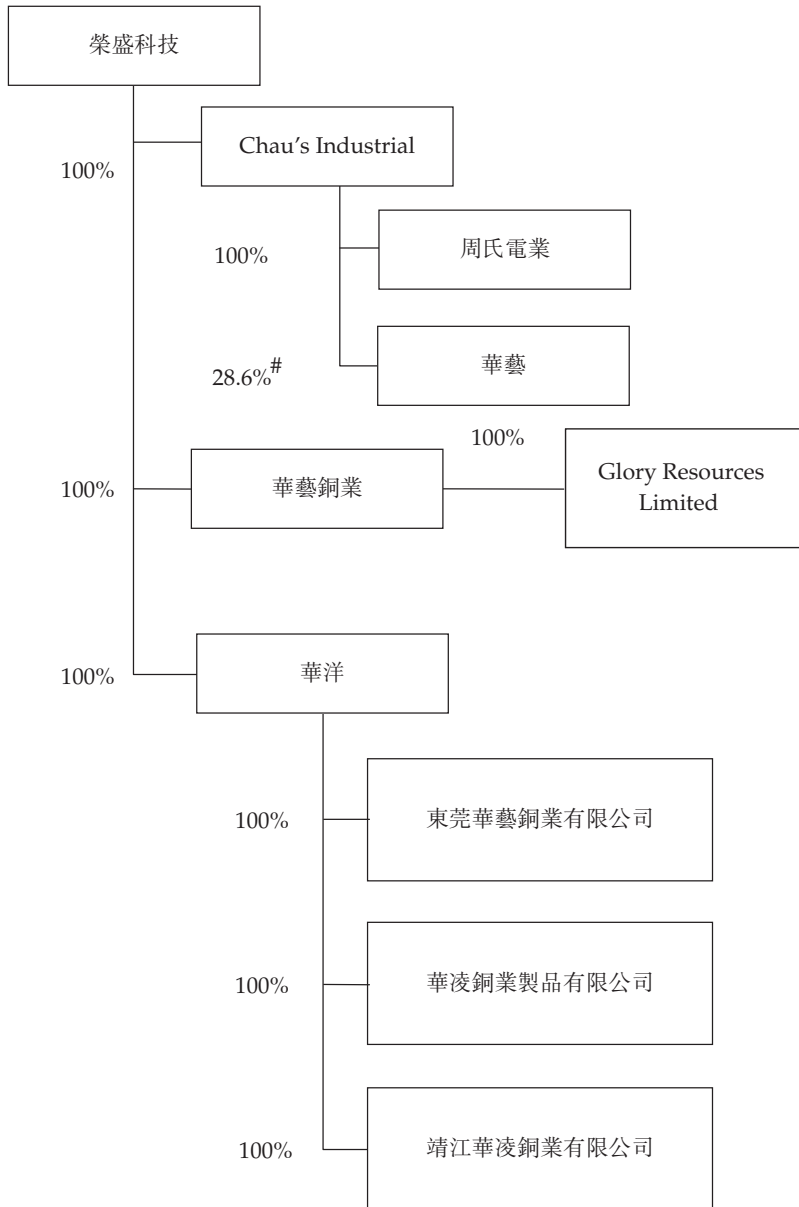 榮盛科技
Chau's Industrial
100%
100%
周氏電業
28.6%#
華藝
100%
100%
華藝銅業
Glory Resources
Limited
100%
華洋
100%
東莞華藝銅業有限公司
100%
華凌銅業製品有限公司
100%
靖江華凌銅業有限公司